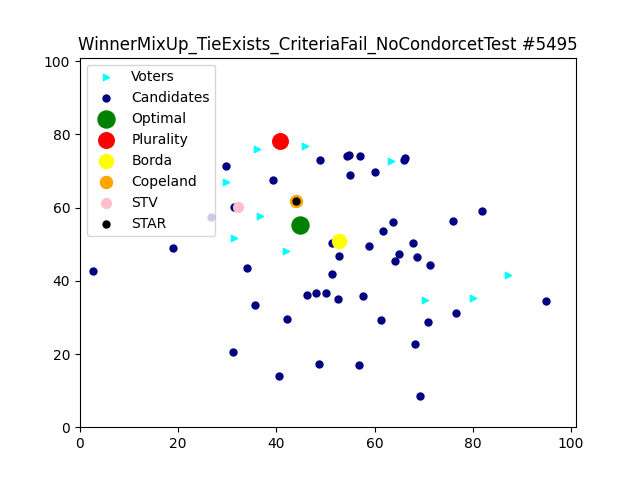 WinnerMixUp_TieExists_CriteriaFail_NoCondorcetTest #5495
100
80
60
40
20
0
Voters
Candidates
Optimal
Plurality
Borda
Copeland
STV
STAR
0 20 40 60 80 100